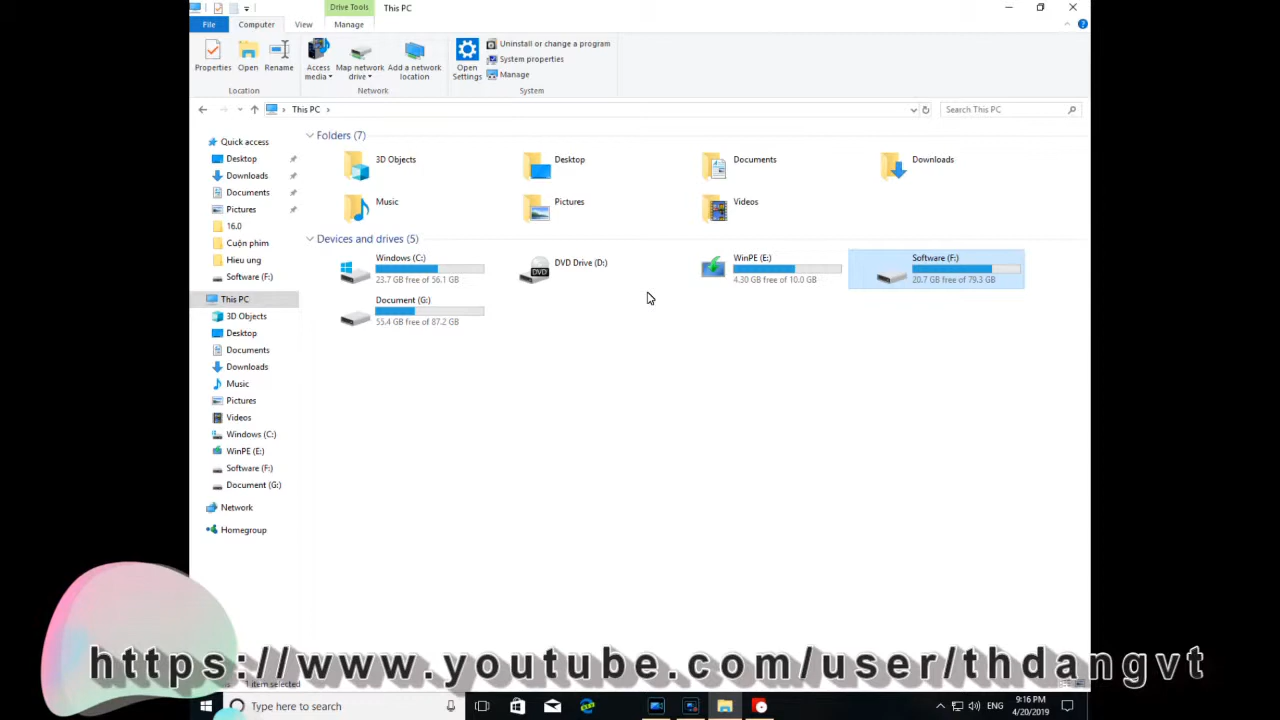 Drive Tools
This PC
File
Computer
View
Manage
Properties
Open
Rename
Access media
Map network drive
Add a network location
Open Settings
Uninstall or change a program
System properties
Manage
Location
Network
System
This PC
Search This PC
Quick access
Desktop
Downloads
Documents
Pictures
16.0
Cuộn phim
Hieu ung
Software (F:)
This PC
3D Objects
Desktop
Documents
Downloads
Music
Pictures
Videos
Windows (C:)
WinPE (E:)
Software (F:)
Document (G:)
Network
Homegroup
Folders (7)
3D Objects
Desktop
Documents
Downloads
Music
Pictures
Videos
Devices and drives (5)
Windows (C:)
23.7 GB free of 56.1 GB
DVD
DVD Drive (D:)
WinPE (E:)
4.30 GB free of 10.0 GB
Software (F:)
20.7 GB free of 79.3 GB
Document (G:)
55.4 GB free of 87.2 GB
https://www.youtube.com/user/thdangvt
1 item selected
Type here to search
ENG
9:16 PM
4/20/2019